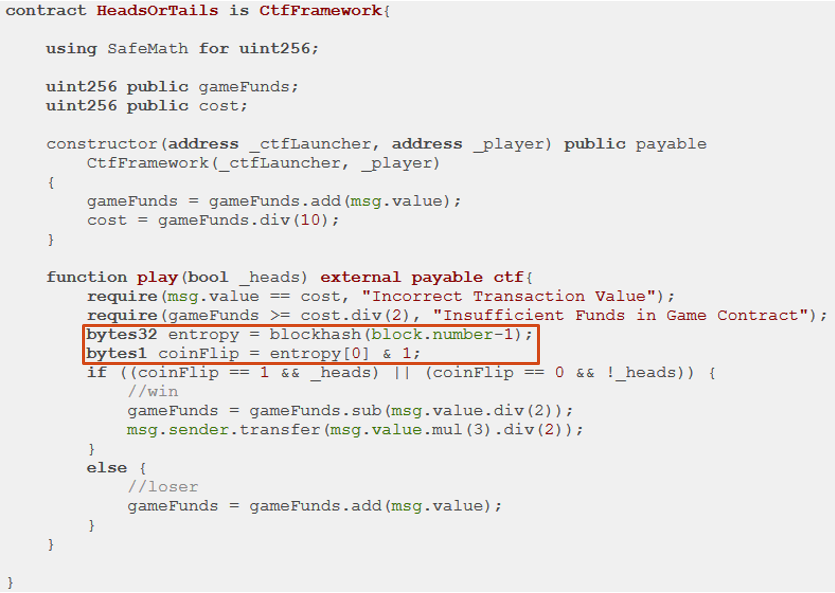 contract HeadsOrTails is CtfFramework{
using SafeMath for uint256;
uint256 public gameFunds;
uint256 public cost;
constructor(address _ctfLauncher, address _player) public payable
CtfFramework(_ctfLauncher, _player)
{
gameFunds = gameFunds.add(msg.value);
cost = gameFunds.div(10);
}
function play(bool _heads) external payable ctf{
require(msg.value == cost, "Incorrect Transaction Value");
require(gameFunds >= cost.div(2), "Insufficient Funds in Game Contract");
bytes32 entropy = blockhash(block.number-1);
bytes1 coinFlip = entropy[0] & 1;
if ((coinFlip == 1 && _heads) || (coinFlip == 0 && !_heads)) {
//win
gameFunds = gameFunds.sub(msg.value.div(2));
msg.sender.transfer(msg.value.mul(3).div(2));
}
else {
//loser
gameFunds = gameFunds.add(msg.value);
}
}
}